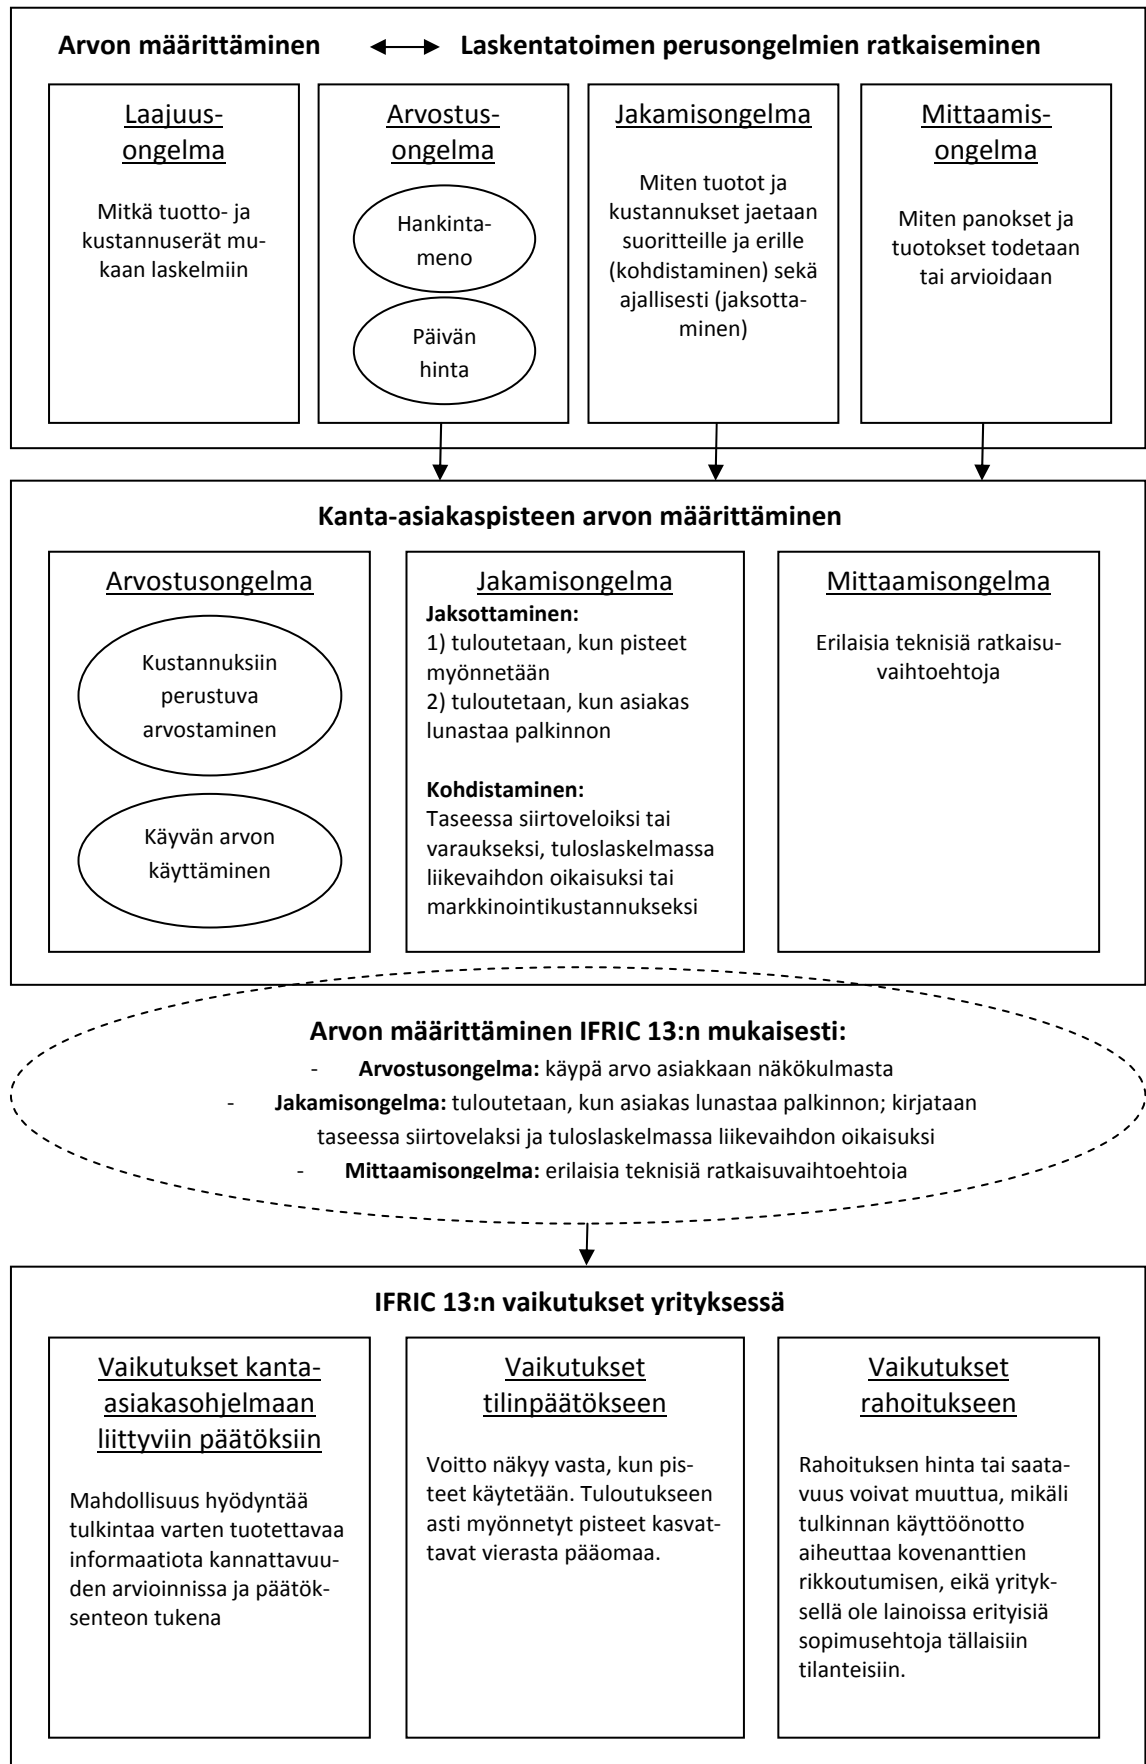 Arvon määrittäminen Laskentatoimen perusongelmien ratkaiseminen
Laajuus-
ongelma
Mitkä tuotto- ja
kustannuserät mu-
kaan laskelmiin
Arvostus-
ongelma
Hankinta-
meno
Päivän
hinta
Jakamisongelma
Miten tuotot ja
kustannukset jaetaan
suoritteille ja erille
(kohdistaminen) sekä
ajallisesti (jaksotta-
minen)
Mittaamis-
ongelma
Miten panokset ja
tuotokset todetaan
tai arvioidaan
Kanta-asiakaspisteen arvon määrittäminen
Arvostusongelma
Kustannuksiin
perustuva
arvostaminen
Käyvän arvon
käyttäminen
Jakamisongelma
Jaksottaminen:
1) tuloutetaan, kun pisteet
myönnetään
2) tuloutetaan, kun asiakas
lunastaa palkinnon
Kohdistaminen:
Taseessa siirtoveloiksi tai
varaukseksi, tuloslaskelmassa
liikevaihdon oikaisuksi tai
markkinointikustannukseksi
Mittaamisongelma
Erilaisia teknisiä ratkaisu-
vaihtoehtoja
Arvon määrittäminen IFRIC 13:n mukaisesti:
- Arvostusongelma: käypä arvo asiakkaan näkökulmasta
- Jakamisongelma: tuloutetaan, kun asiakas lunastaa palkinnon; kirjataan
taseessa siirtovelaksi ja tuloslaskelmassa liikevaihdon oikaisuksi
- Mittaamisongelma: erilaisia teknisiä ratkaisuvaihtoehtoja
IFRIC 13:n vaikutukset yrityksessä
Vaikutukset kanta-
asiakasohjelmaan
liittyviin päätöksiin
Mahdollisuus hyödyntää
tulkintaa varten tuotettavaa
informaatiota kannattavuu-
den arvioinnissa ja päätök-
senteon tukena
Vaikutukset
tilinpäätökseen
Voitto näkyy vasta, kun pis-
teet käytetään. Tuloutukseen
asti myönnetyt pisteet kasvat-
tavat vierasta pääomaa.
Vaikutukset
rahoitukseen
Rahoituksen hinta tai saata-
vuus voivat muuttua, mikäli
tulkinnan käyttöönotto
aiheuttaa kovenanttien
rikkoutumisen, eikä yrityk-
sellä ole lainoissa erityisiä
sopimusehtoja tällaisiin
tilanteisiin.